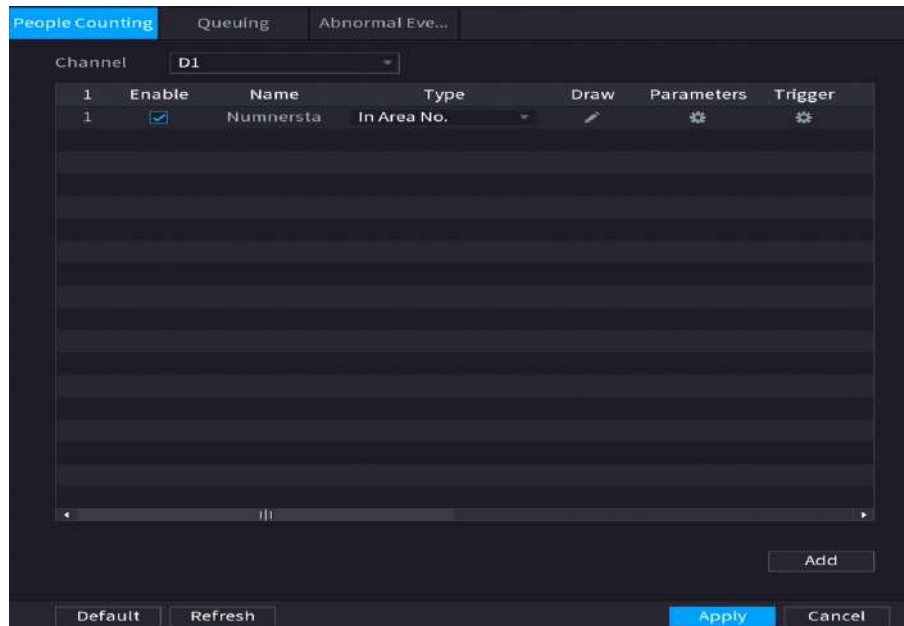 People Counting Queuing Abnormal Eve...
Channel D1
1 Enable Name Type Draw Parameters Trigger
1 Numnersta In Area No.
Add
Default Refresh Apply Cancel